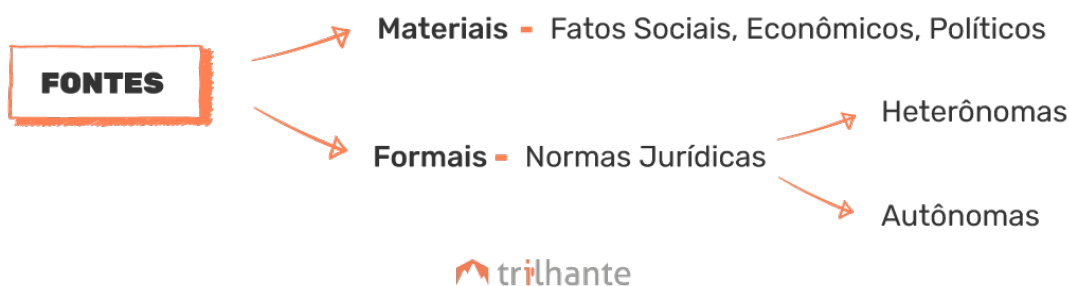 Materiais - Fatos Sociais, Econômicos, Políticos
FONTES
Heterônomas
Formais - Normas Jurídicas
Autônomas
trilhante